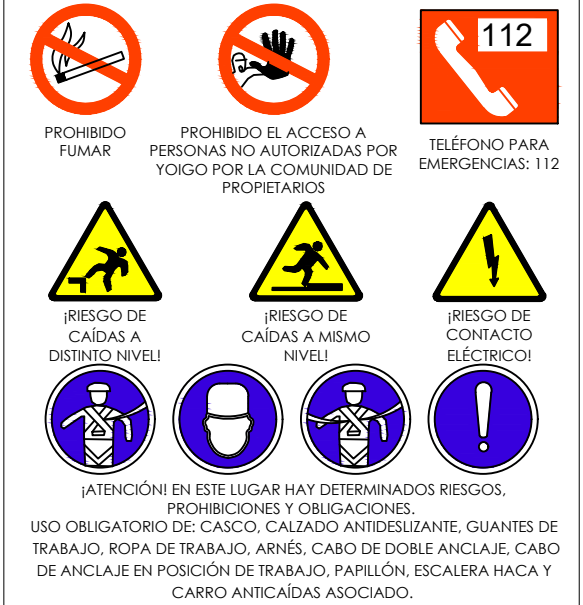 112
PROHIBIDO
FUMAR
PROHIBIDO EL ACCESO A
PERSONAS NO AUTORIZADAS POR
YOIGO POR LA COMUNIDAD DE
PROPIETARIOS
TELÉFONO PARA
EMERGENCIAS: 112
¡RIESGO DE
CAÍDAS A
DISTINTO NIVEL!
¡RIESGO DE
CAÍDAS A MISMO
NIVEL!
¡RIESGO DE
CONTACTO
ELÉCTRICO!
¡ATENCIÓN! EN ESTE LUGAR HAY DETERMINADOS RIESGOS,
PROHIBICIONES Y OBLIGACIONES.
USO OBLIGATORIO DE: CASCO, CALZADO ANTIDESLIZANTE, GUANTES DE
TRABAJO, ROPA DE TRABAJO, ARNÉS, CABO DE DOBLE ANCLAJE, CABO
DE ANCLAJE EN POSICIÓN DE TRABAJO, PAPILLÓN, ESCALERA HACA Y
CARRO ANTICAÍDAS ASOCIADO.